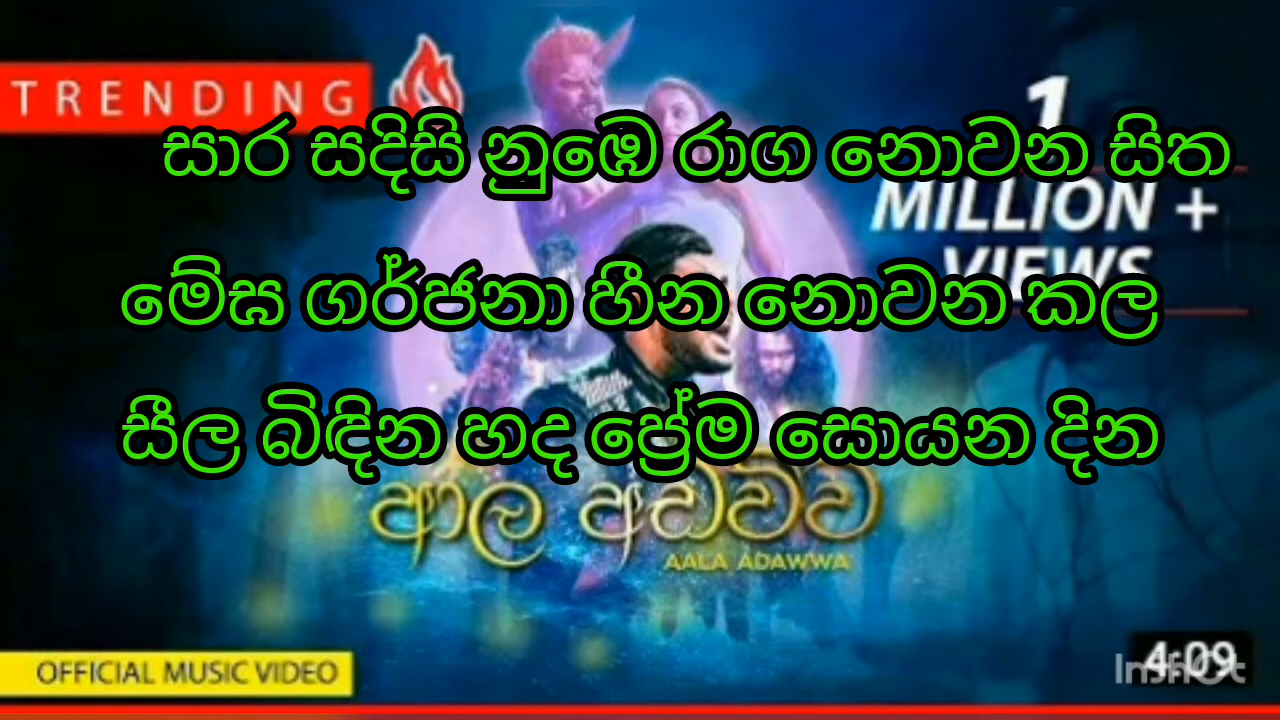 TRENDING
සාර සදිසි නුඹෙ රාග නොවන සිත
1
MILLION +
VIEWS
මේඝ ගර්ජනා හීන නොවන කල
සීල බිඳින හද ප්‍රේම සොයන දින
ආල අඩව්ව
AALA ADAWWA
OFFICIAL MUSIC VIDEO
4:09
InShOt